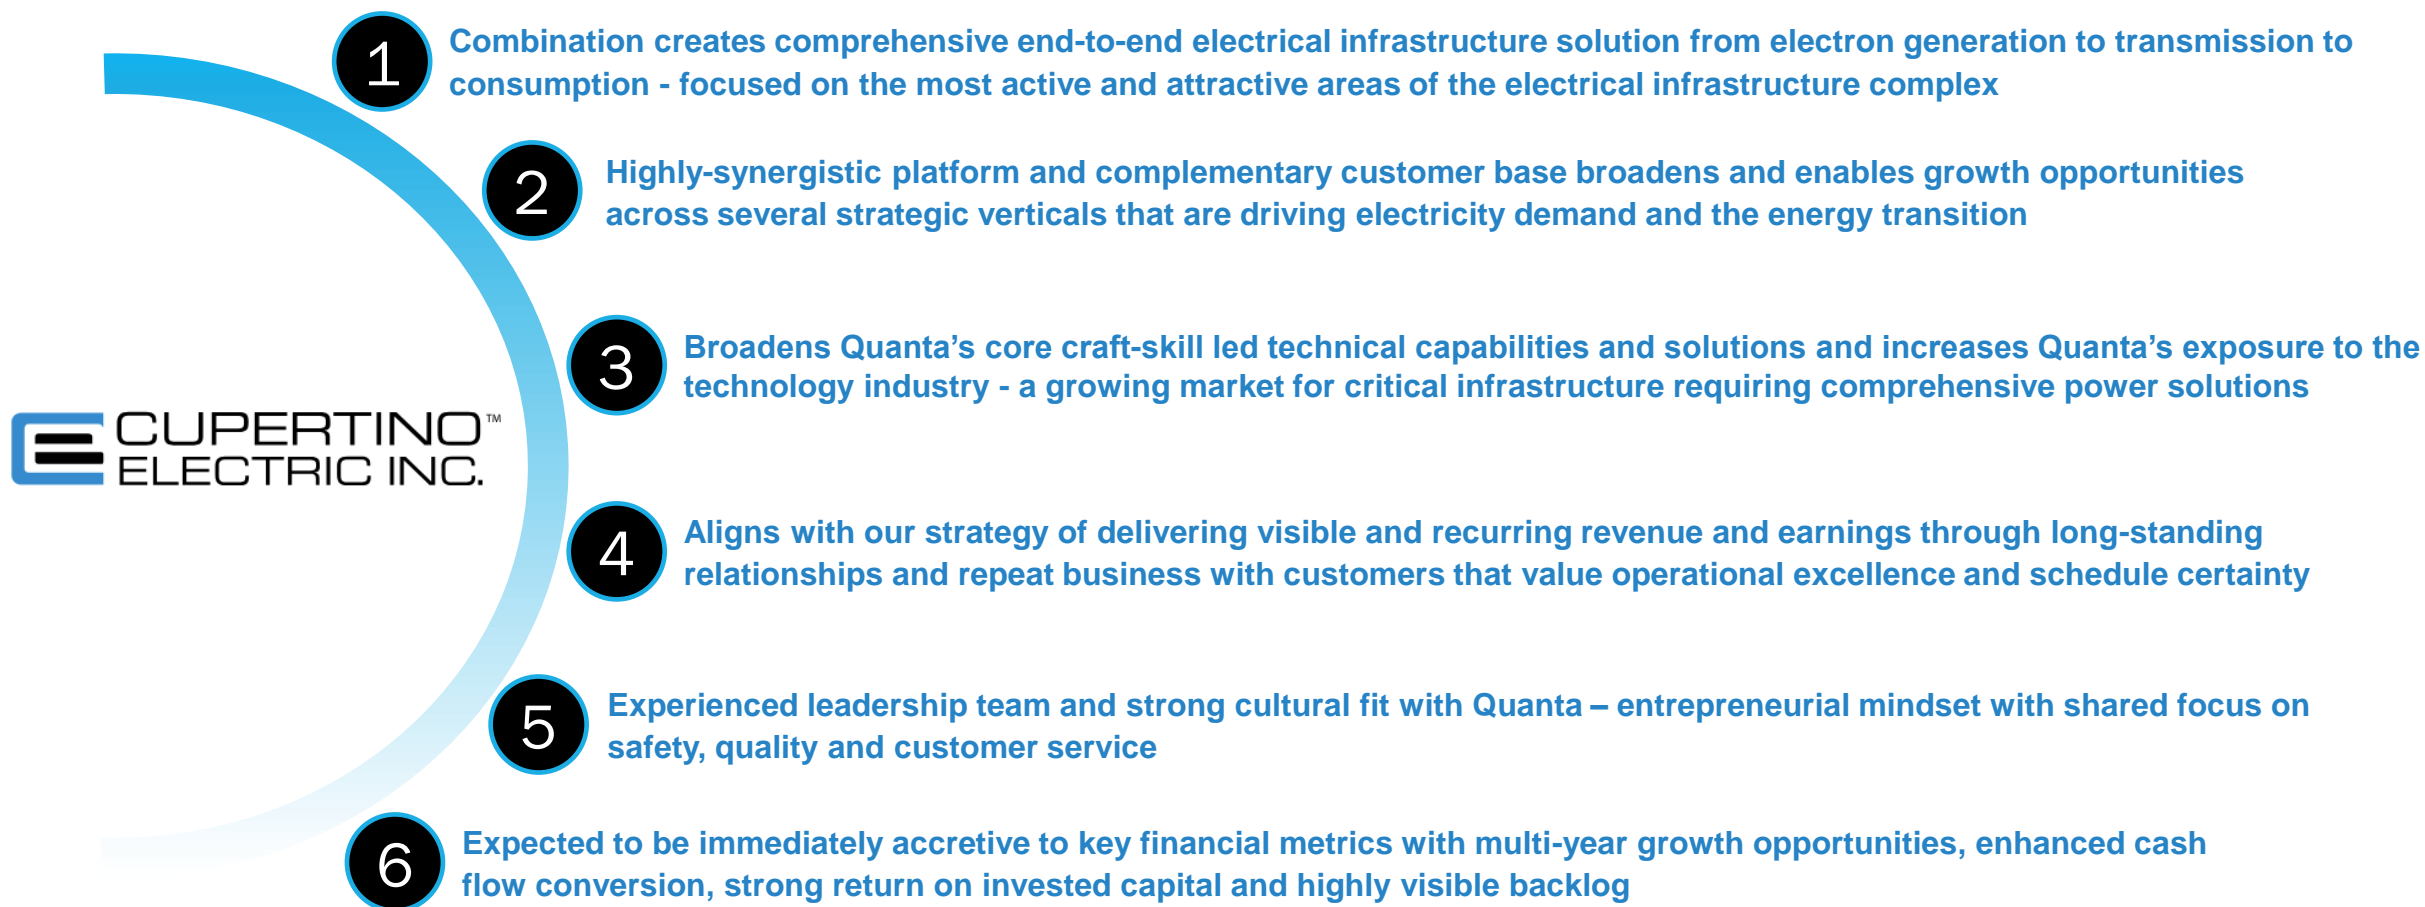 1
Combination creates comprehensive end-to-end electrical infrastructure solution from electron generation to transmission to
consumption - focused on the most active and attractive areas of the electrical infrastructure complex
2
Highly-synergistic platform and complementary customer base broadens and enables growth opportunities
across several strategic verticals that are driving electricity demand and the energy transition
3
Broadens Quanta’s core craft-skill led technical capabilities and solutions and increases Quanta’s exposure to the
technology industry - a growing market for critical infrastructure requiring comprehensive power solutions
CUPERTINO™
ELECTRIC INC.
4
Aligns with our strategy of delivering visible and recurring revenue and earnings through long-standing
relationships and repeat business with customers that value operational excellence and schedule certainty
5
Experienced leadership team and strong cultural fit with Quanta – entrepreneurial mindset with shared focus on
safety, quality and customer service
6
Expected to be immediately accretive to key financial metrics with multi-year growth opportunities, enhanced cash
flow conversion, strong return on invested capital and highly visible backlog